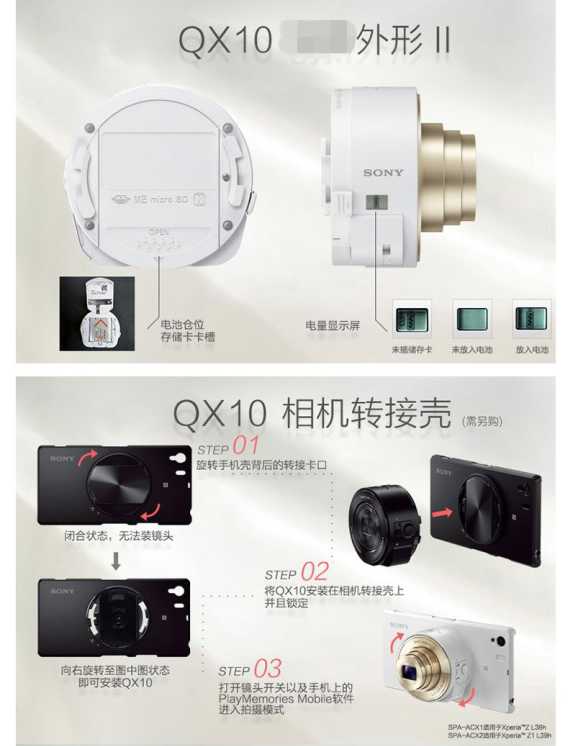 QX10 外形 II
SONY
M2 micro SD
OPEN
电池仓位
存储卡卡槽
电量显示屏
未插储存卡
未放入电池
放入电池
QX10 相机转接壳 (需另购)
STEP 01
旋转手机壳背后的转接卡口
SONY
闭合状态，无法装镜头
SONY
STEP 02
将QX10安装在相机转接壳上
并且锁定
SONY
向右旋转至图中图状态
即可安装QX10
STEP 03
打开镜头开关以及手机上的
PlayMemories Mobile软件
进入拍摄模式
SONY
SPA-ACX1适用于Xperia™Z L36h
SPA-ACX2适用于Xperia™ Z1 L39h